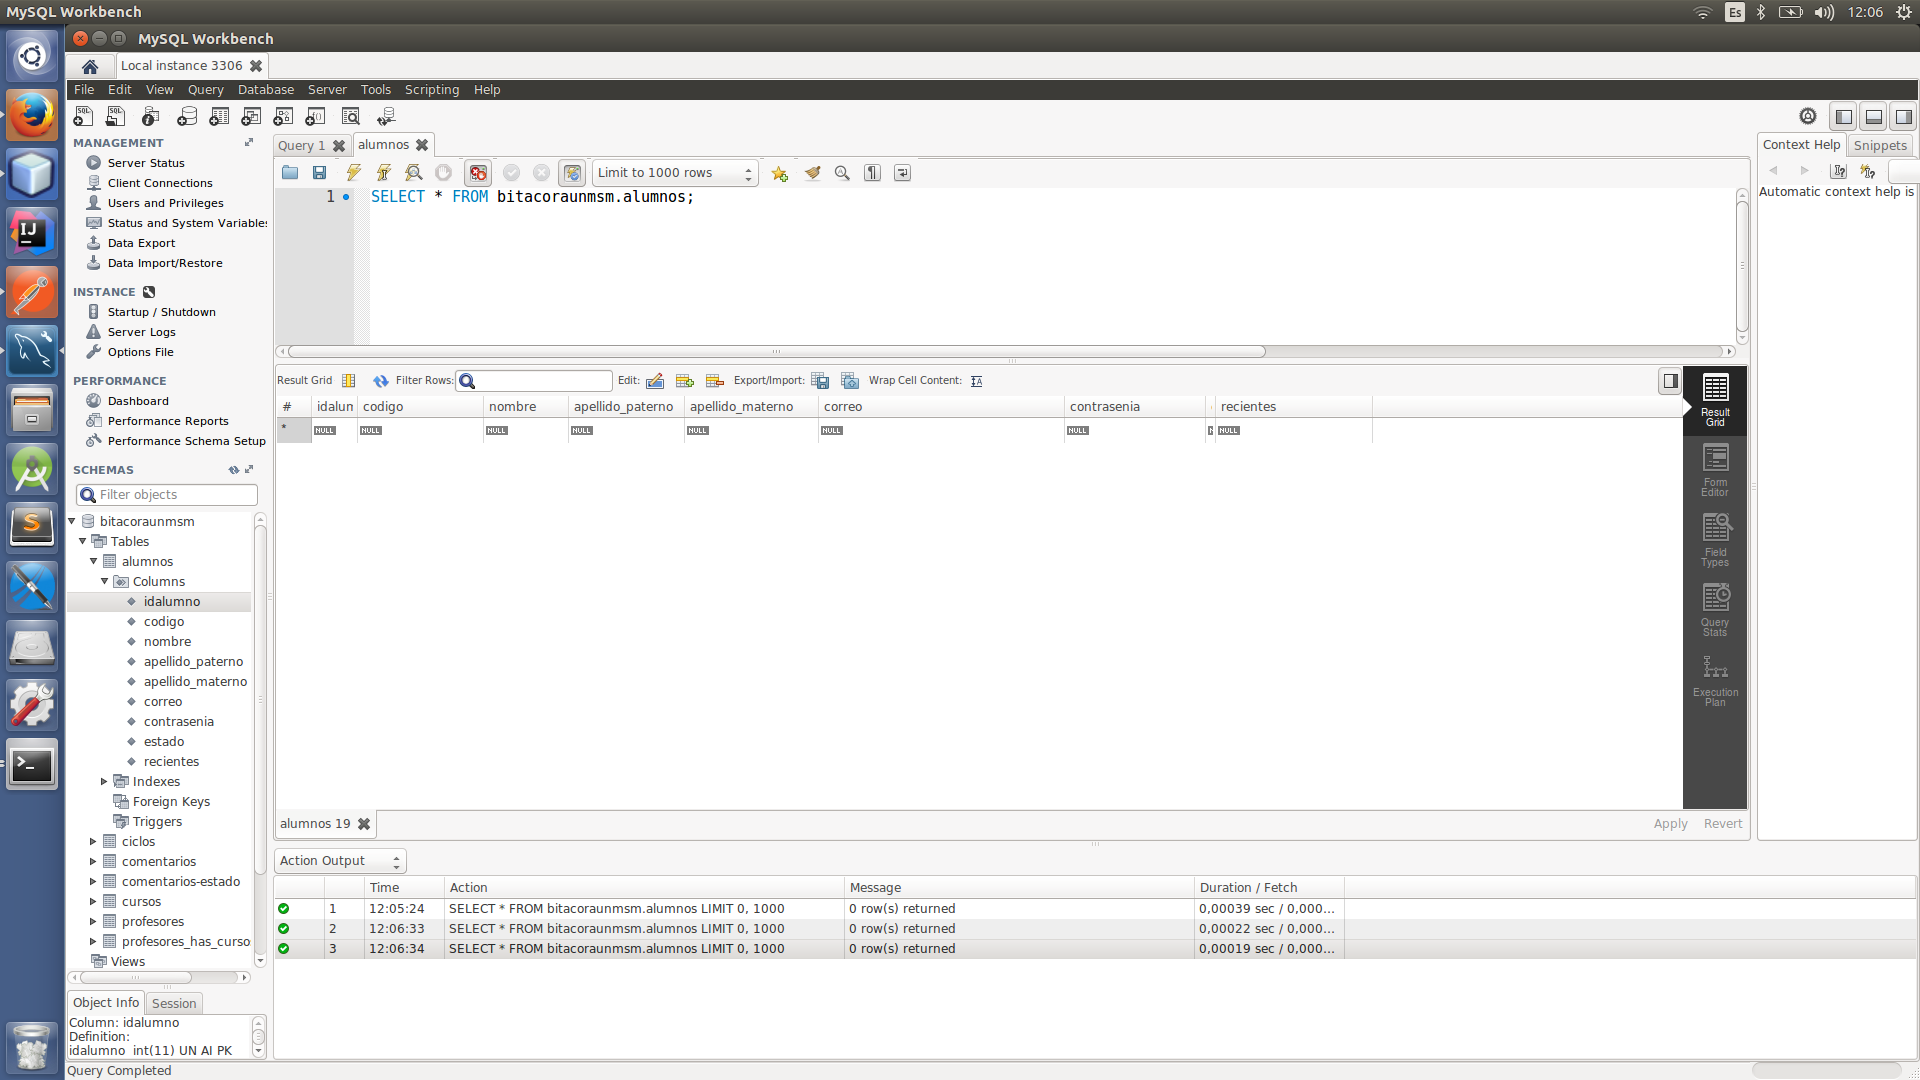 MySQL Workbench
Es
12:06
MySQL Workbench
Local instance 3306
File Edit View Query Database Server Tools Scripting Help
MANAGEMENT
Server Status
Client Connections
Users and Privileges
Status and System Variables
Data Export
Data Import/Restore
INSTANCE
Startup / Shutdown
Server Logs
Options File
PERFORMANCE
Dashboard
Performance Reports
Performance Schema Setup
SCHEMAS
Filter objects
bitacoraunmsm
Tables
alumnos
Columns
idalumno
codigo
nombre
apellido_paterno
apellido_materno
correo
contrasenia
estado
recientes
Indexes
Foreign Keys
Triggers
ciclos
comentarios
comentarios-estado
cursos
profesores
profesores_has_curso
Views
Object Info Session
Column: idalumno
Definition:
idalumno int(11) UN AI PK
Query Completed
Query 1 alumnos
Limit to 1000 rows
1 SELECT * FROM bitacoraunmsm.alumnos;
Result Grid Filter Rows: Edit: Export/Import: Wrap Cell Content:
# idalun codigo nombre apellido_paterno apellido_materno correo contrasenia recientes
* NULL NULL NULL NULL NULL NULL NULL NULL
Result Grid
Form Editor
Field Types
Query Stats
Execution Plan
alumnos 19 Apply Revert
Action Output
Time Action Message Duration / Fetch
1 12:05:24 SELECT * FROM bitacoraunmsm.alumnos LIMIT 0, 1000 0 row(s) returned 0,00039 sec / 0,000...
2 12:06:33 SELECT * FROM bitacoraunmsm.alumnos LIMIT 0, 1000 0 row(s) returned 0,00022 sec / 0,000...
3 12:06:34 SELECT * FROM bitacoraunmsm.alumnos LIMIT 0, 1000 0 row(s) returned 0,00019 sec / 0,000...
Context Help Snippets
Automatic context help is